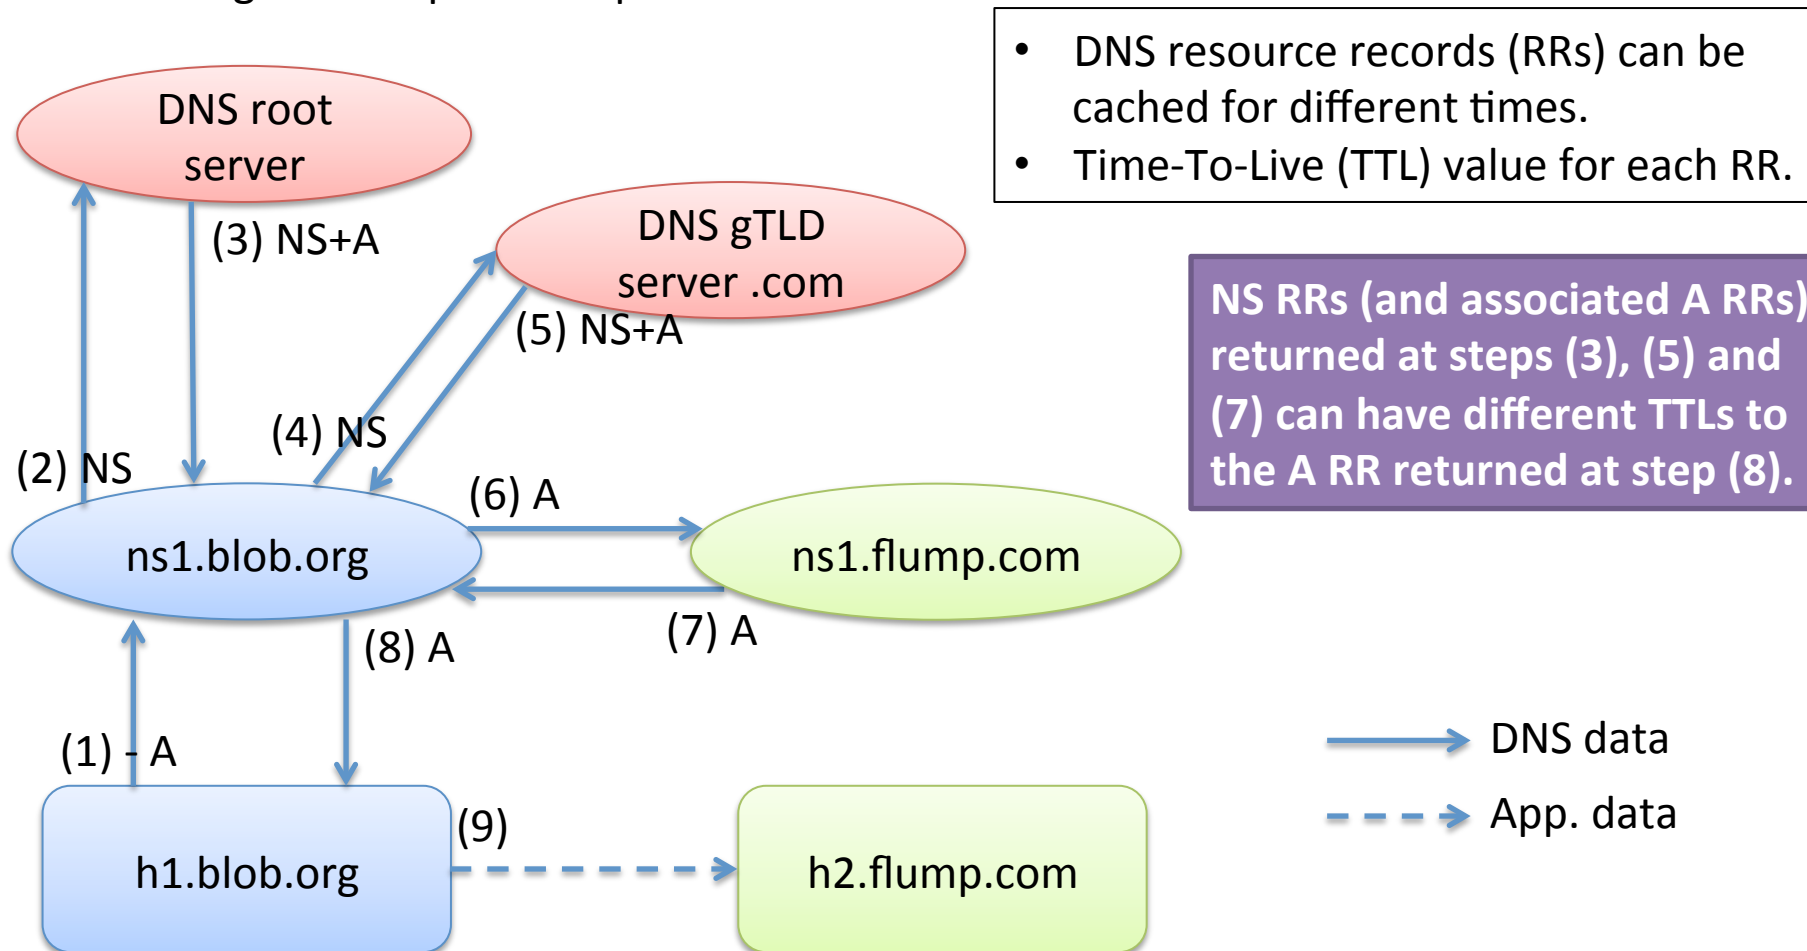 DNS root
server
(3) NS+A
DNS gTLD
server .com
(5) NS+A
(2) NS
(4) NS
ns1.blob.org
(6) A
ns1.flump.com
(7) A
(8) A
(1) - A
h1.blob.org
(9)
h2.flump.com
• DNS resource records (RRs) can be
cached for different times.
• Time-To-Live (TTL) value for each RR.
NS RRs (and associated A RRs)
returned at steps (3), (5) and
(7) can have different TTLs to
the A RR returned at step (8).
DNS data
App. data